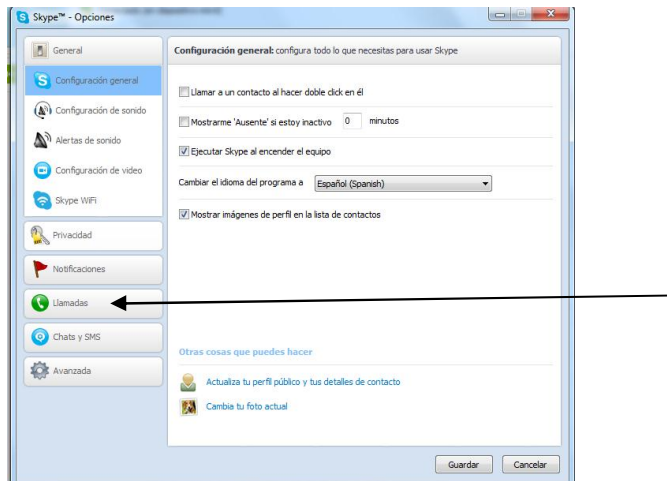 Skype™ - Opciones
General
Configuración general
Configuración de sonido
Alertas de sonido
Configuración de video
Skype WiFi
Privacidad
Notificaciones
Llamadas
Chats y SMS
Avanzada
Configuración general: configura todo lo que necesitas para usar Skype
Llamar a un contacto al hacer doble click en él
Mostrarme 'Ausente' si estoy inactivo 0 minutos
Ejecutar Skype al encender el equipo
Cambiar el idioma del programa a Español (Spanish)
Mostrar imágenes de perfil en la lista de contactos
Otras cosas que puedes hacer
Actualiza tu perfil público y tus detalles de contacto
Cambia tu foto actual
Guardar Cancelar